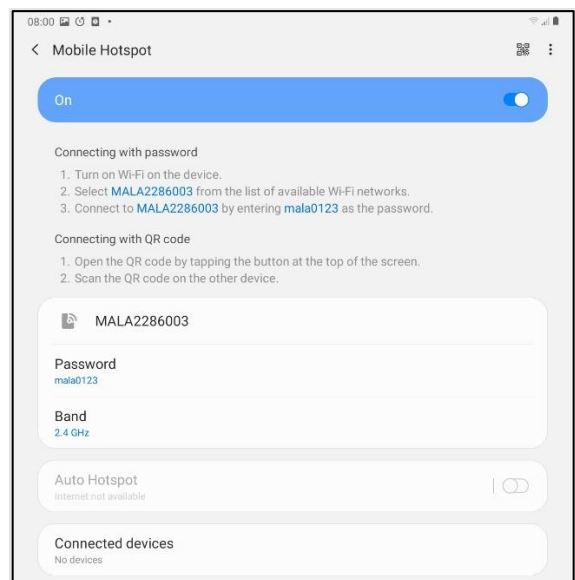 08:00
Mobile Hotspot
On
Connecting with password
1. Turn on Wi-Fi on the device.
2. Select MALA2286003 from the list of available Wi-Fi networks.
3. Connect to MALA2286003 by entering mala0123 as the password.
Connecting with QR code
1. Open the QR code by tapping the button at the top of the screen.
2. Scan the QR code on the other device.
MALA2286003
Password
mala0123
Band
2.4 GHz
Auto Hotspot
Internet not available
Connected devices
No devices